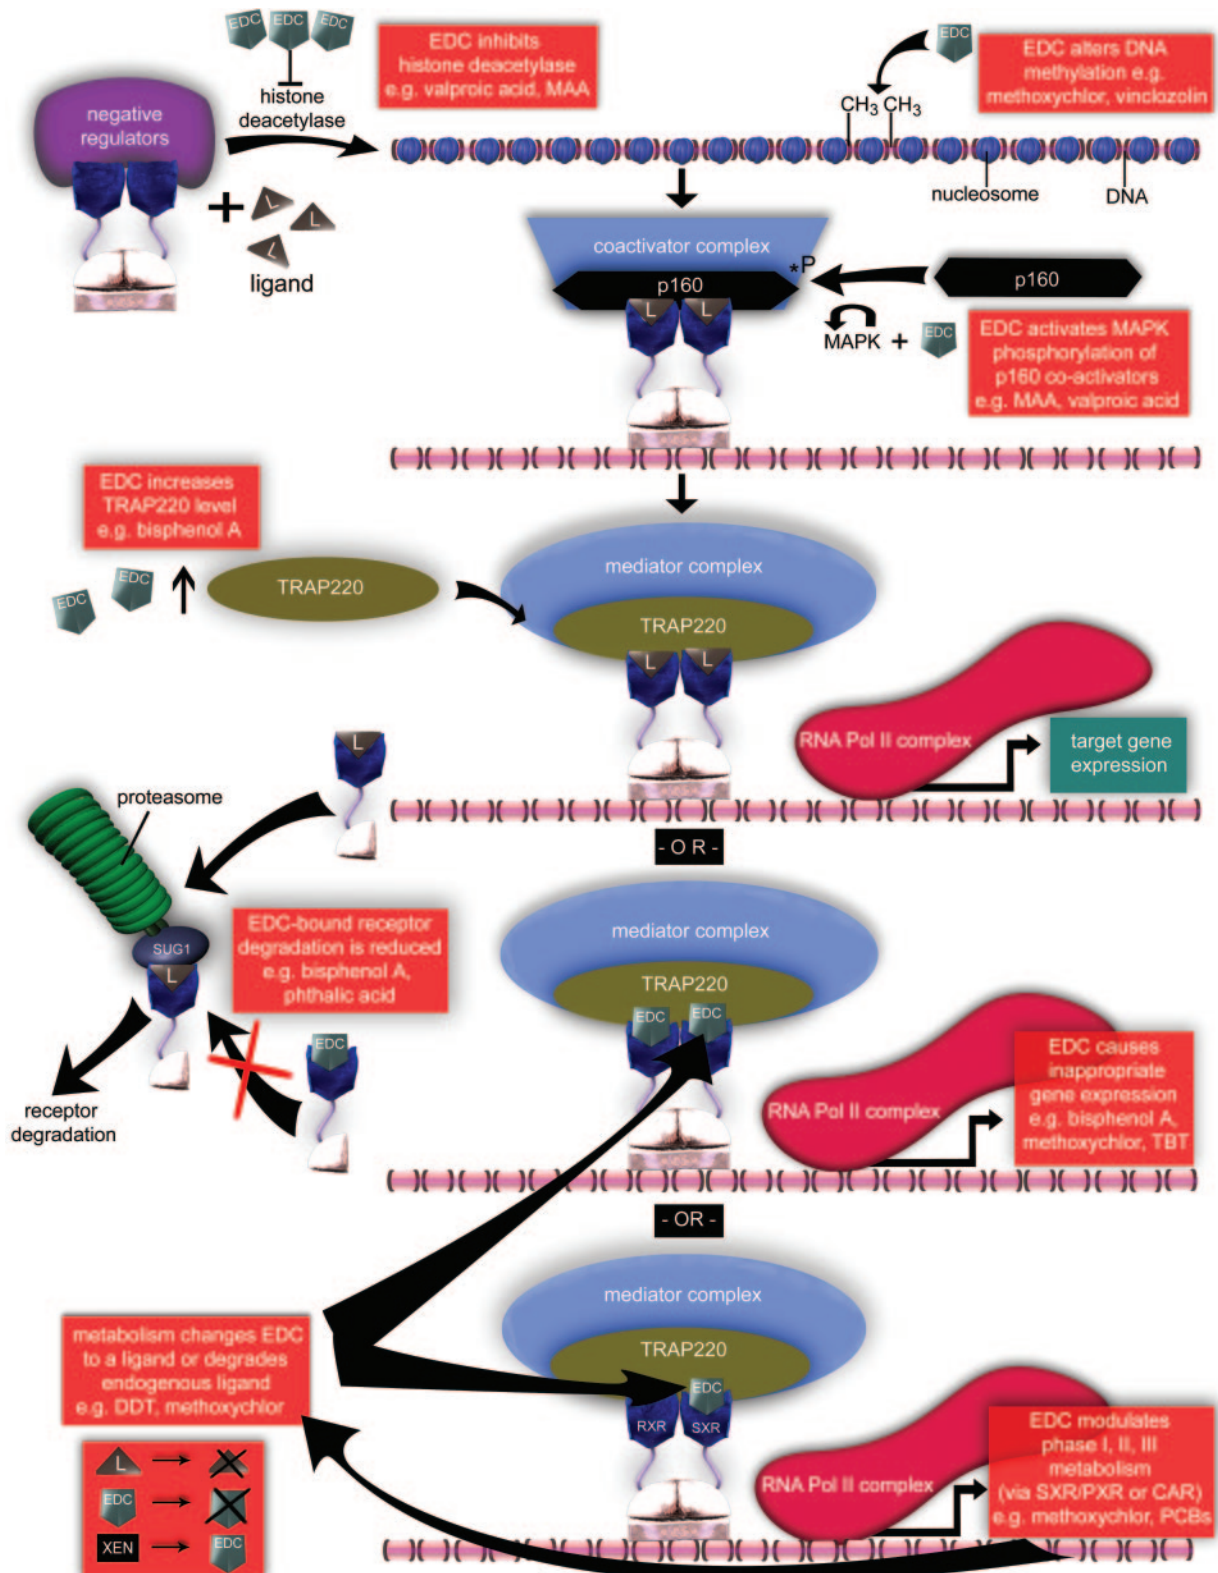 EDC EDC EDC
EDC inhibits
histone deacetylase
e.g. valproic acid, MAA
EDC
EDC alters DNA
methylation e.g.
methoxychlor, vinclozolin
negative
regulators
histone
deacetylase
CH3 CH3
nucleosome
DNA
+
L
L
L
ligand
coactivator complex
*P
p160
L L
p160
MAPK + EDC
EDC activates MAPK
phosphorylation of
p160 co-activators
e.g. MAA, valproic acid
EDC increases
TRAP220 level
e.g. bisphenol A
EDC EDC
TRAP220
mediator complex
TRAP220
L L
RNA Pol II complex
target gene
expression
- O R -
L
proteasome
SUG1
L
EDC-bound receptor
degradation is reduced
e.g. bisphenol A,
phthalic acid
EDC
receptor
degradation
mediator complex
TRAP220
EDC EDC
RNA Pol II complex
EDC causes
inappropriate
gene expression
e.g. bisphenol A,
methoxychlor, TBT
- OR -
mediator complex
TRAP220
EDC
RXR SXR
RNA Pol II complex
EDC modulates
phase I, II, III
metabolism
(via SXR/PXR or CAR)
e.g. methoxychlor, PCBs
metabolism changes EDC
to a ligand or degrades
endogenous ligand
e.g. DDT, methoxychlor
L
EDC
XEN EDC